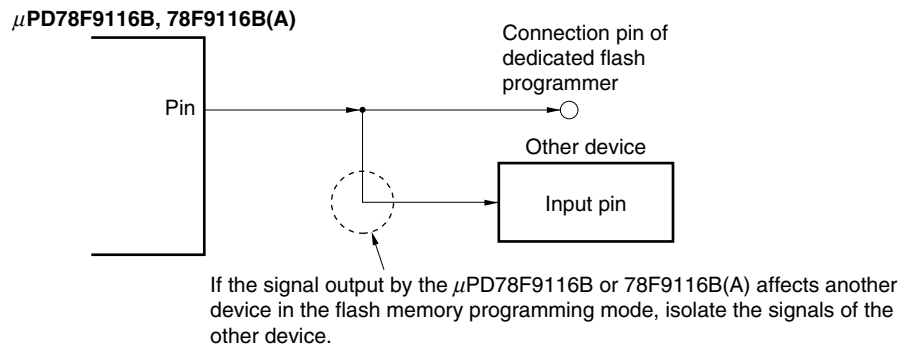 μPD78F9116B, 78F9116B(A)
Connection pin of
dedicated flash
programmer
Pin
Other device
Input pin
If the signal output by the μPD78F9116B or 78F9116B(A) affects another
device in the flash memory programming mode, isolate the signals of the
other device.